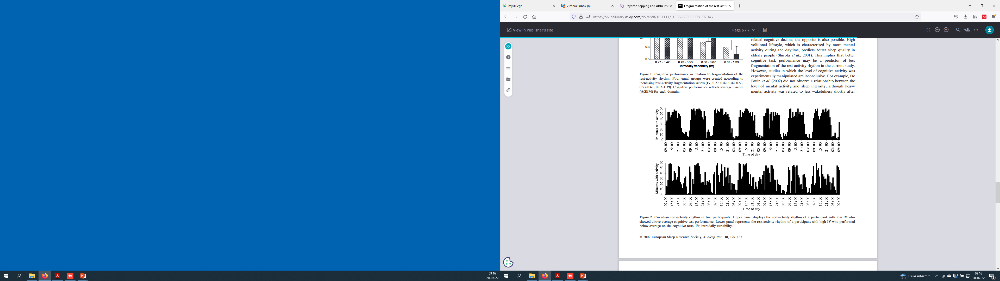 myULiège
Zimbra: Inbox (8)
Daytime napping and Alzheime
Fragmentation of the rest-activi
https://onlinelibrary.wiley.com/doi/epdf/10.1111/j.1365-2869.2008.00704.x
View in Publisher's site
Page 5 / 7
−0.3
−0.5
0.27 - 0.42 0.42 - 0.53 0.53 - 0.67 0.67 - 1.39
Intradaily variability (IV)
Figure 1. Cognitive performance in relation to fragmentation of the
rest-activity rhythm. Four equal groups were created according to
increasing rest-activity fragmentation scores (IV, 0.27–0.42, 0.42–0.53,
0.53–0.67, 0.67–1.39). Cognitive performance reflects average z-score
(±SEM) for each domain.
related cognitive decline, the opposite is also possible. High
volitional lifestyle, which is characterized by more mental
activity during the daytime, predicts better sleep quality in
elderly people (Shirota et al., 2001). This implies that better
cognitive task performance may be a predictor of less
fragmentation of the rest-activity rhythm in the current study.
However, studies in which the level of cognitive activity was
experimentally manipulated are inconclusive. For example, De
Bruin et al. (2002) did not observe a relationship between the
level of mental activity and sleep intensity, although heavy
mental activity was related to less wakefulness shortly after
Minutes with activity
60
50
40
30
20
10
0
09:00 15:00 21:00 03:00 09:00 15:00 21:00 03:00 09:00 15:00 21:00 03:00 09:00 15:00 21:00 03:00 09:00 15:00 21:00 03:00 09:00 15:00 21:00 03:00 09:00 15:00 21:00 03:00 09:00
Time of day
Minutes with activity
60
50
40
30
20
10
0
09:00 15:00 21:00 03:00 09:00 15:00 21:00 03:00 09:00 15:00 21:00 03:00 09:00 15:00 21:00 03:00 09:00 15:00 21:00 03:00 09:00 15:00 21:00 03:00 09:00 15:00 21:00 03:00 09:00
Time of day
Figure 2. Circadian rest-activity rhythm in two participants. Upper panel displays the rest-activity rhythm of a participant with low IV who
showed above average cognitive test performance. Lower panel represents the rest-activity rhythm of a participant with high IV who performed
below average on the cognitive tests. IV: intradaily variability.
© 2009 European Sleep Research Society, J. Sleep Res., 18, 129–135
09:16
20-07-22
Pluie intermit.
09:16
20-07-22
2